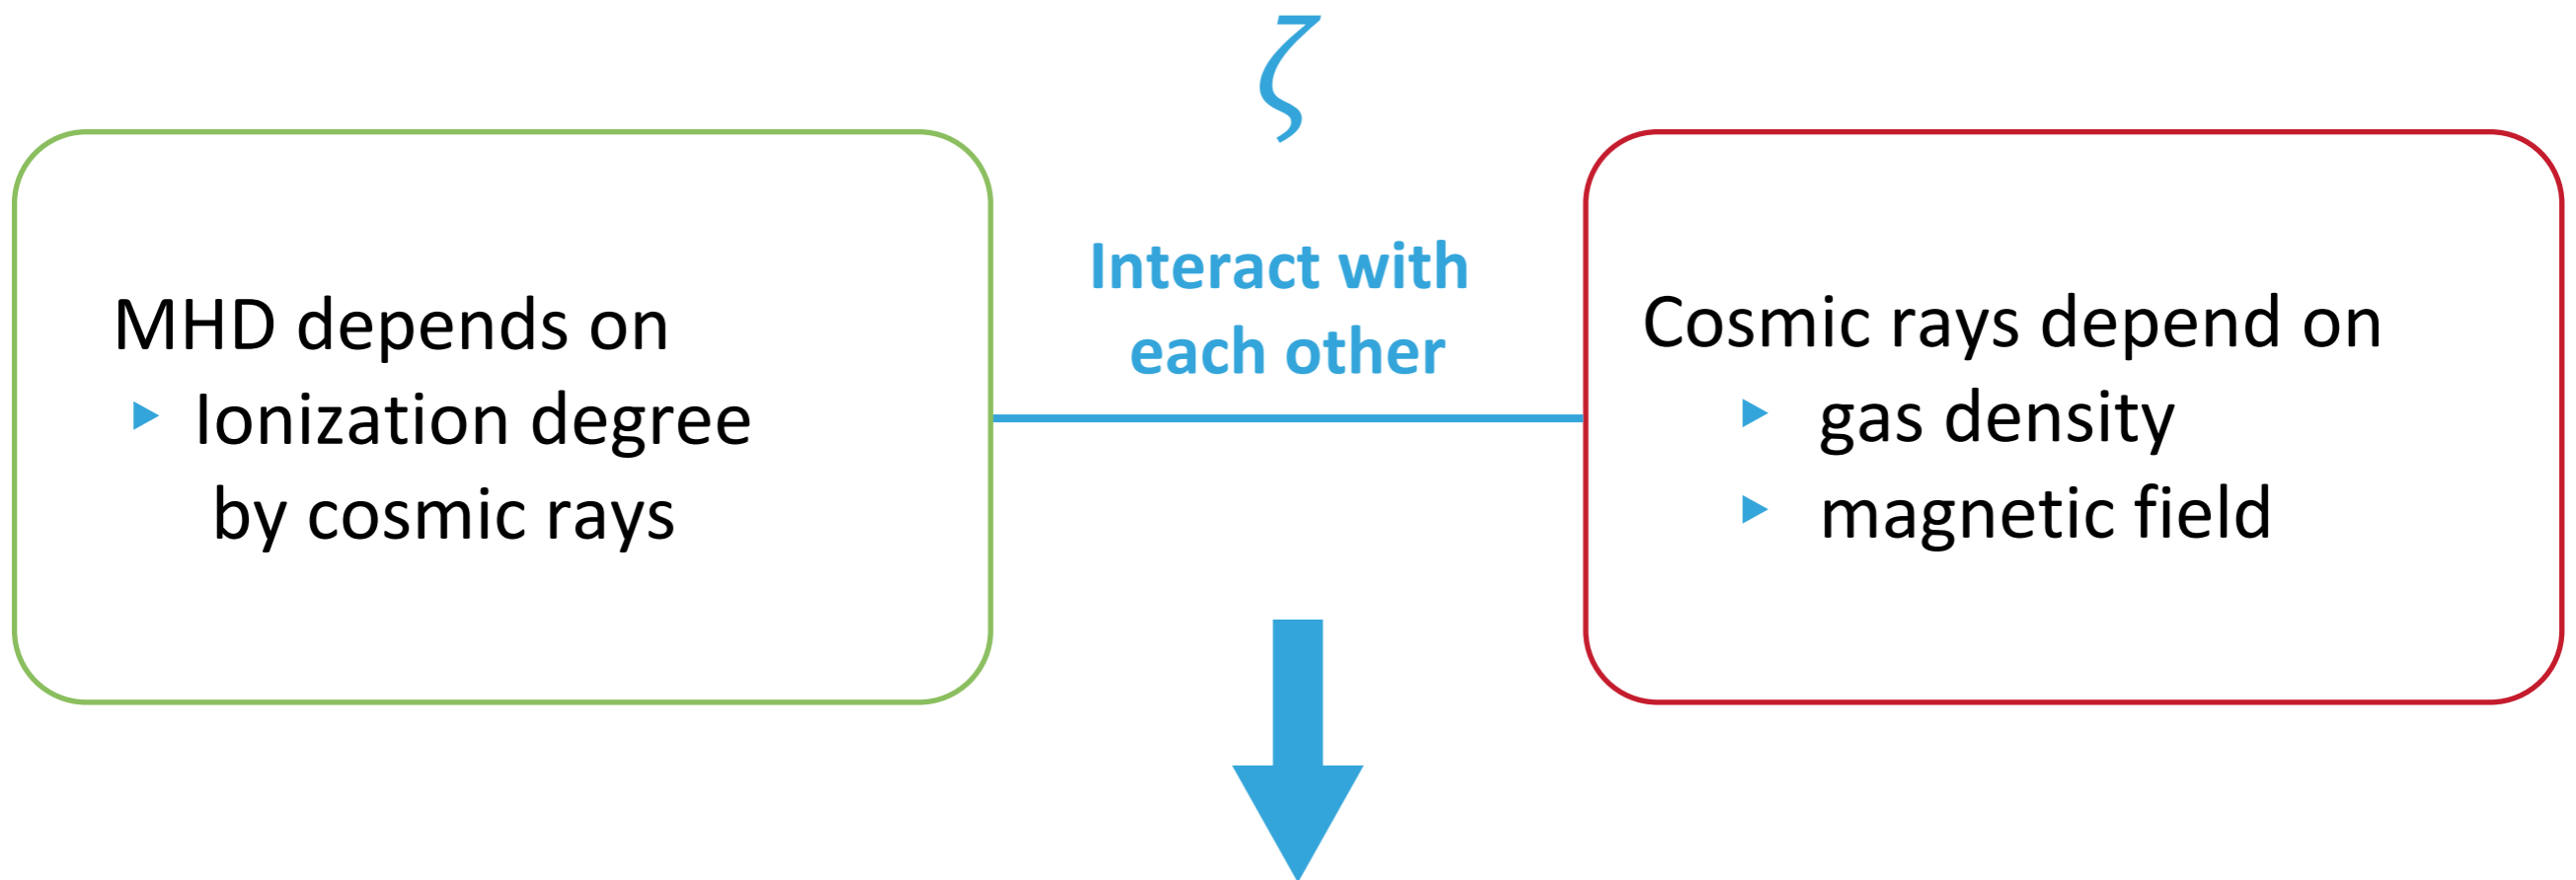 ζ
Interact with
each other
MHD depends on
▸ Ionization degree
by cosmic rays
Cosmic rays depend on
▸ gas density
▸ magnetic field